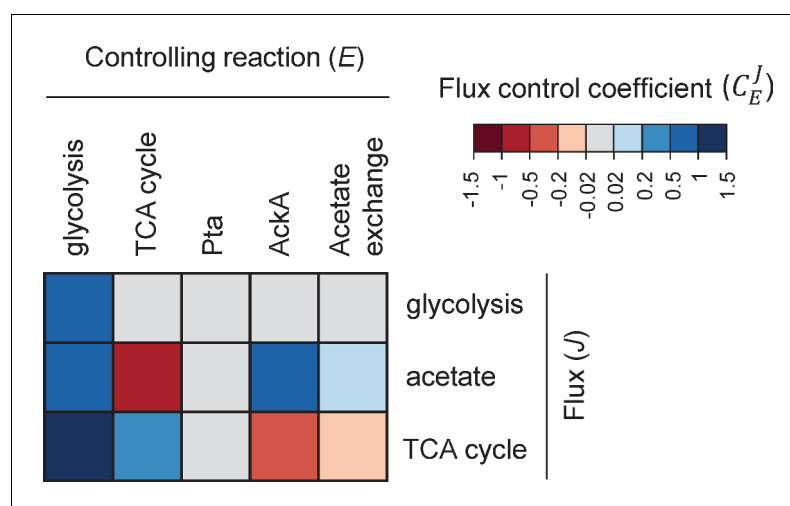 Controlling reaction (E)
Flux control coefficient (C_E^J)
-1.5
-1
-0.5
-0.2
-0.02
0.02
0.2
0.5
1
1.5
glycolysis
TCA cycle
Pta
AckA
Acetate
exchange
glycolysis
acetate
TCA cycle
Flux (J)